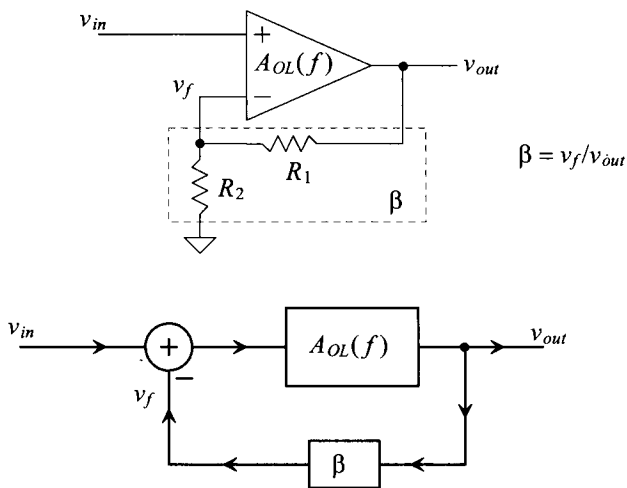 v_in
+
A_OL(f)
v_out
v_f
−
R_1
R_2
β
β = v_f/v_out
v_in
+
A_OL(f)
v_out
−
v_f
β